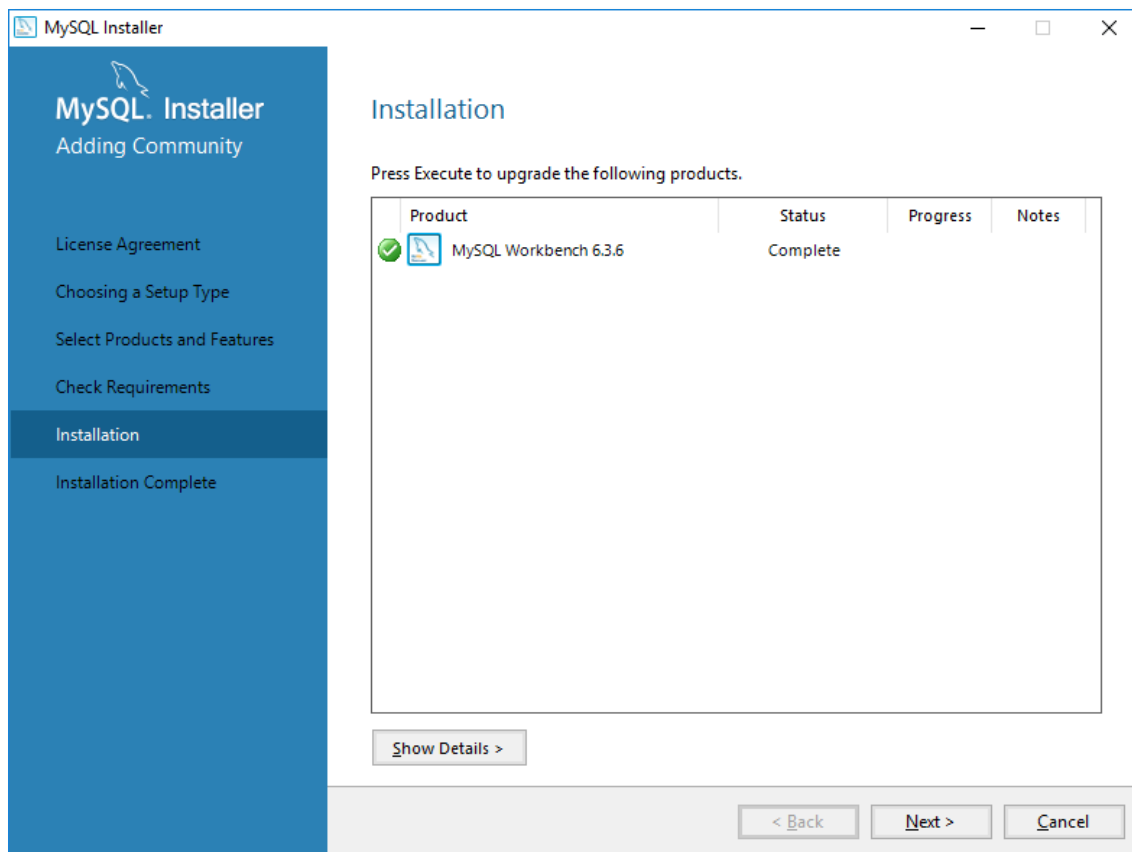 MySQL Installer
MySQL. Installer
Adding Community
License Agreement
Choosing a Setup Type
Select Products and Features
Check Requirements
Installation
Installation Complete
Installation
Press Execute to upgrade the following products.
Product Status Progress Notes
MySQL Workbench 6.3.6 Complete
Show Details >
< Back Next > Cancel